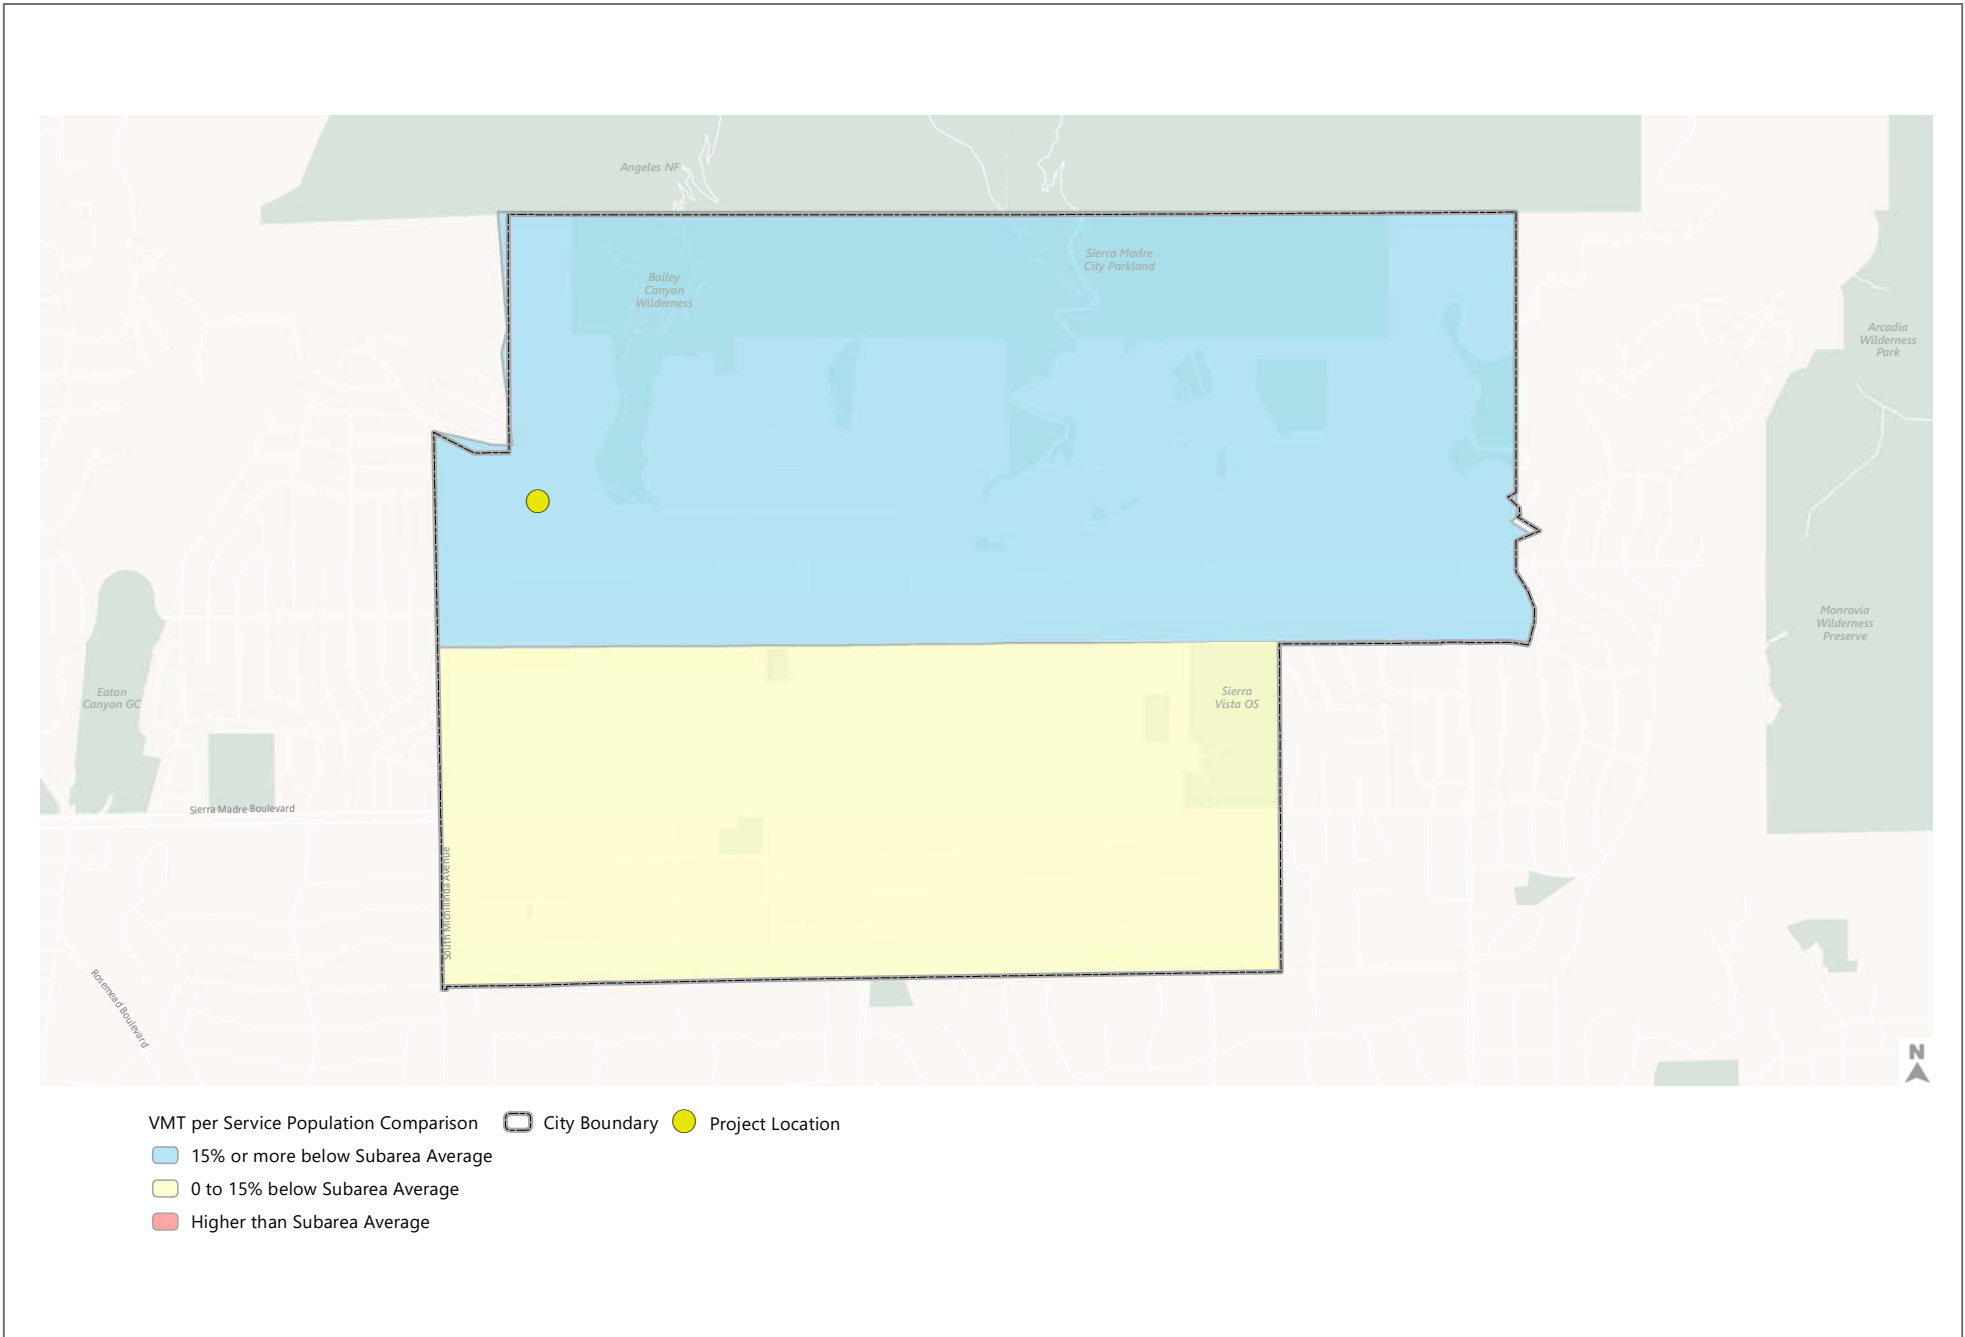 Angeles NF
Sierra Madre
City Parkland
Bailey
Canyon
Wilderness
Arcadia
Wilderness
Park
Monrovia
Wilderness
Preserve
Eaton
Canyon GC
Sierra
Vista OS
Sierra Madre Boulevard
South Michillinda Avenue
Rosemead Boulevard
N
VMT per Service Population Comparison
City Boundary
Project Location
15% or more below Subarea Average
0 to 15% below Subarea Average
Higher than Subarea Average